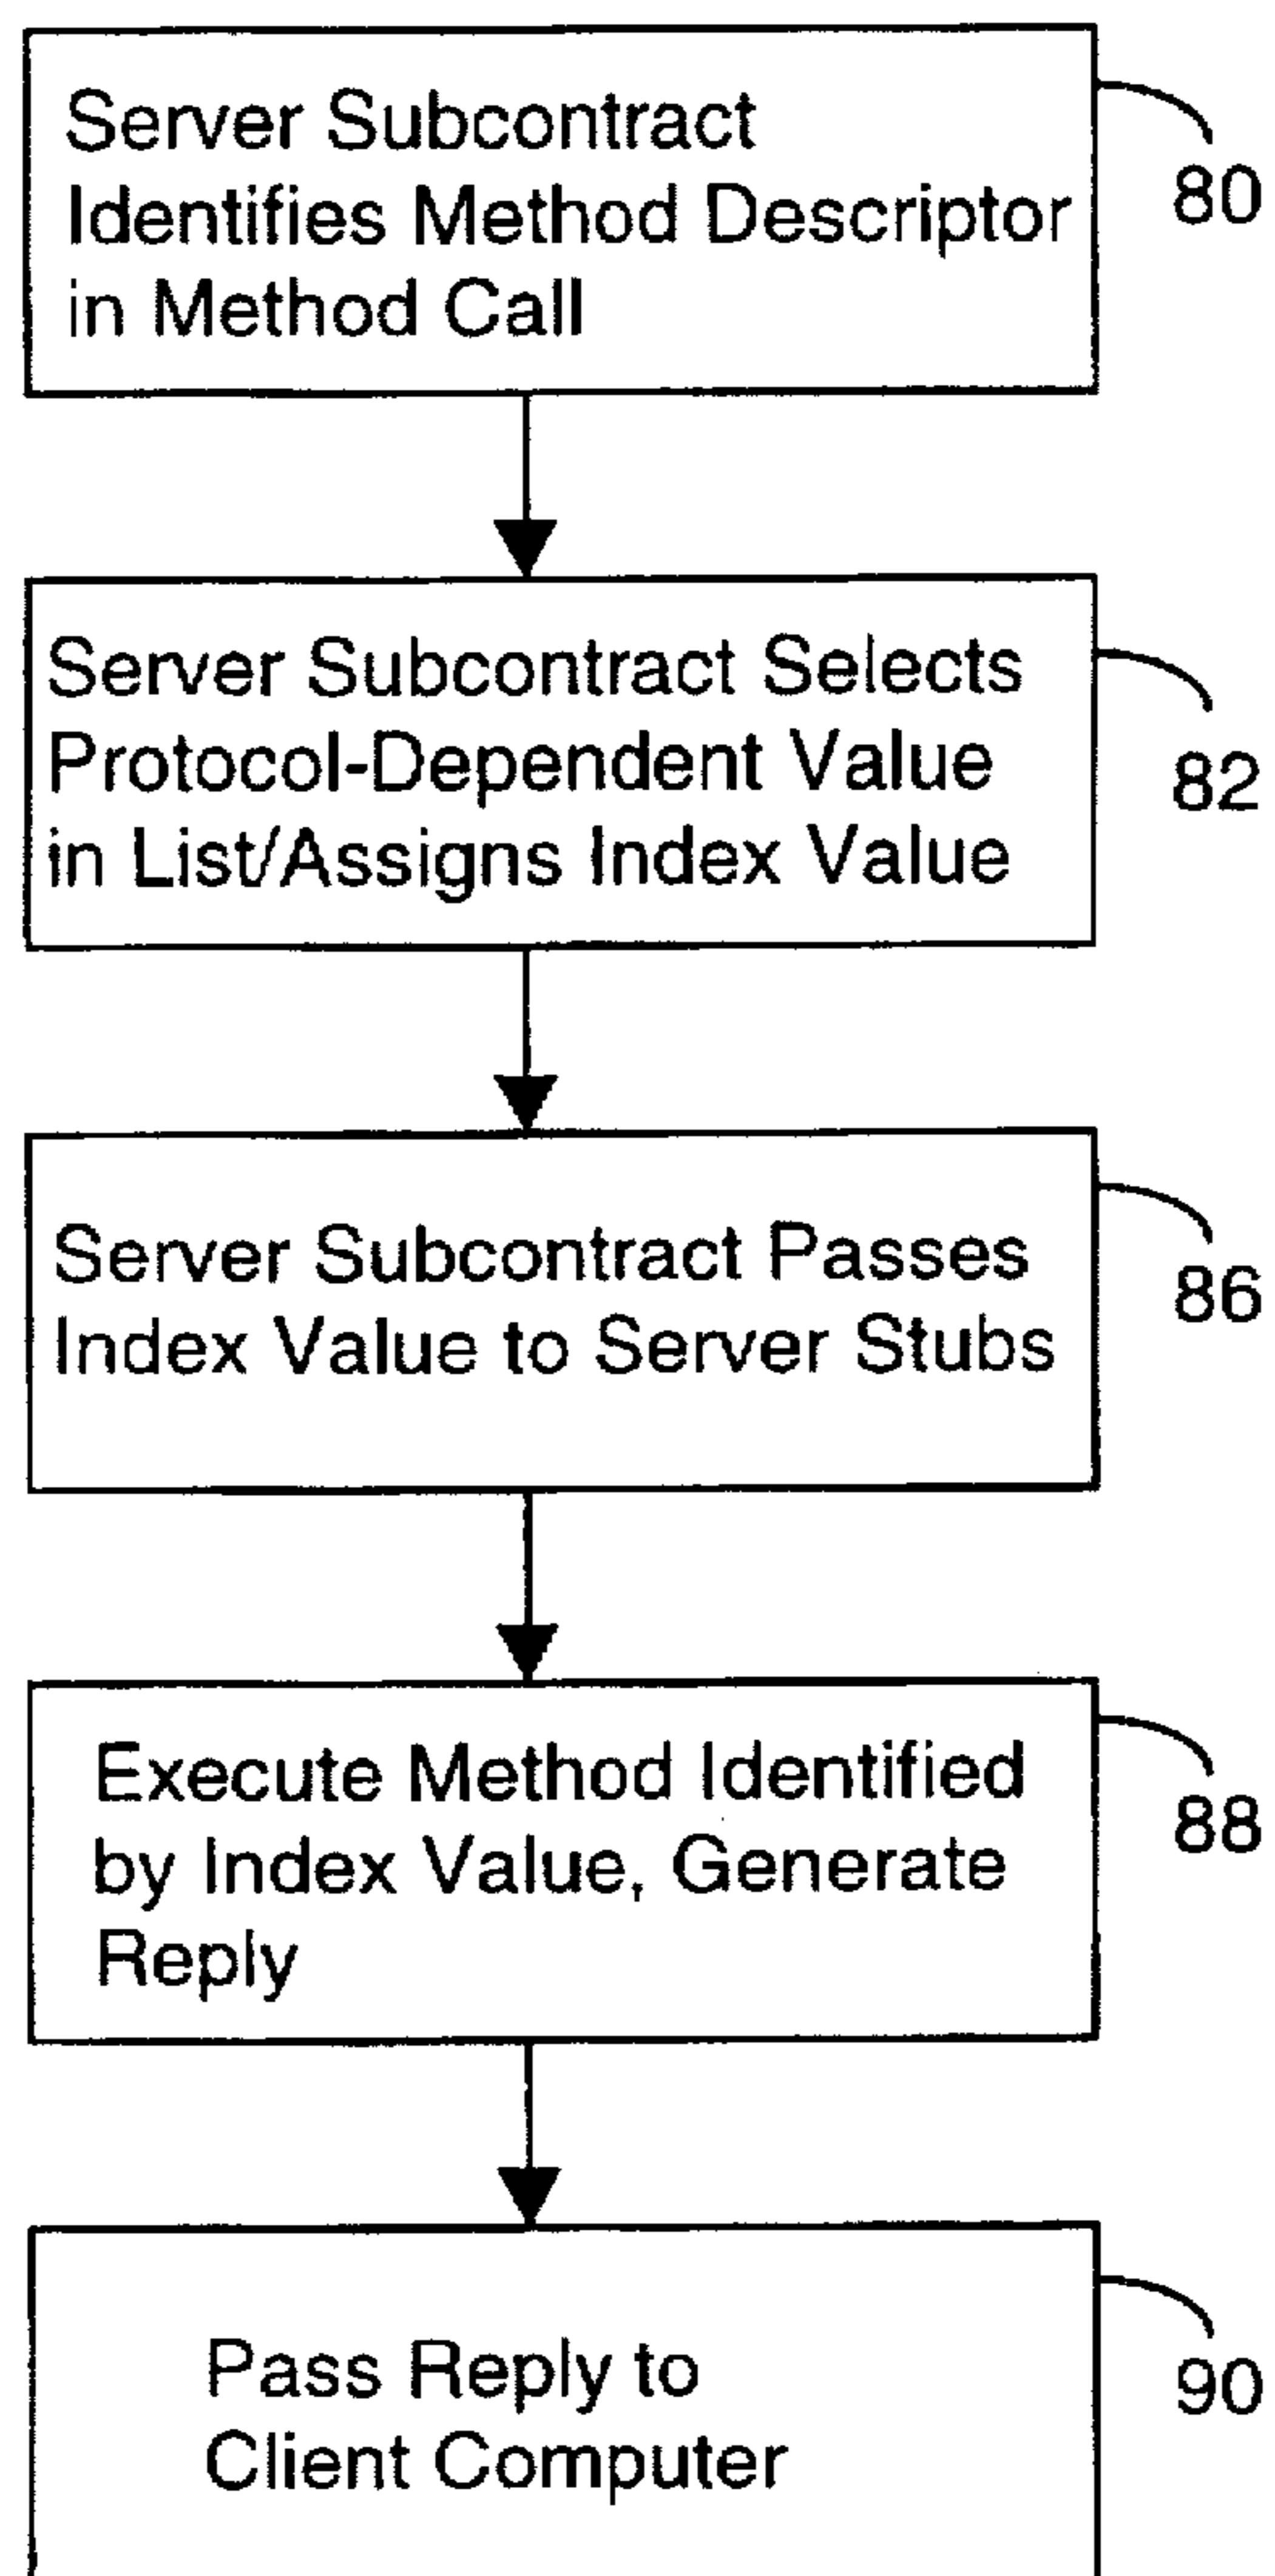 Server Subcontract
Identifies Method Descriptor
in Method Call
80
Server Subcontract Selects
Protocol-Dependent Value
in List/Assigns Index Value
82
Server Subcontract Passes
Index Value to Server Stubs
86
Execute Method Identified
by Index Value, Generate
Reply
88
Pass Reply to
Client Computer
90